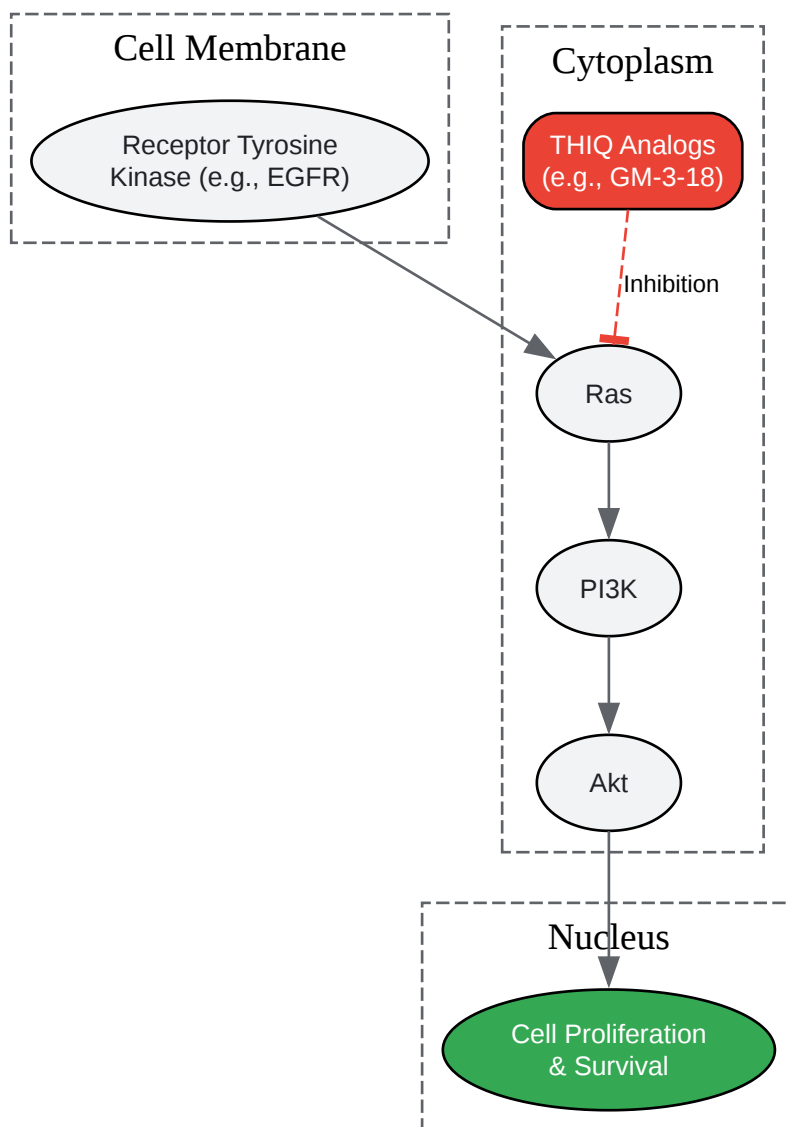 Cell Membrane
Receptor Tyrosine
Kinase (e.g., EGFR)
Cytoplasm
THIQ Analogs
(e.g., GM-3-18)
Inhibition
Ras
PI3K
Akt
Nucleus
Cell Proliferation
& Survival